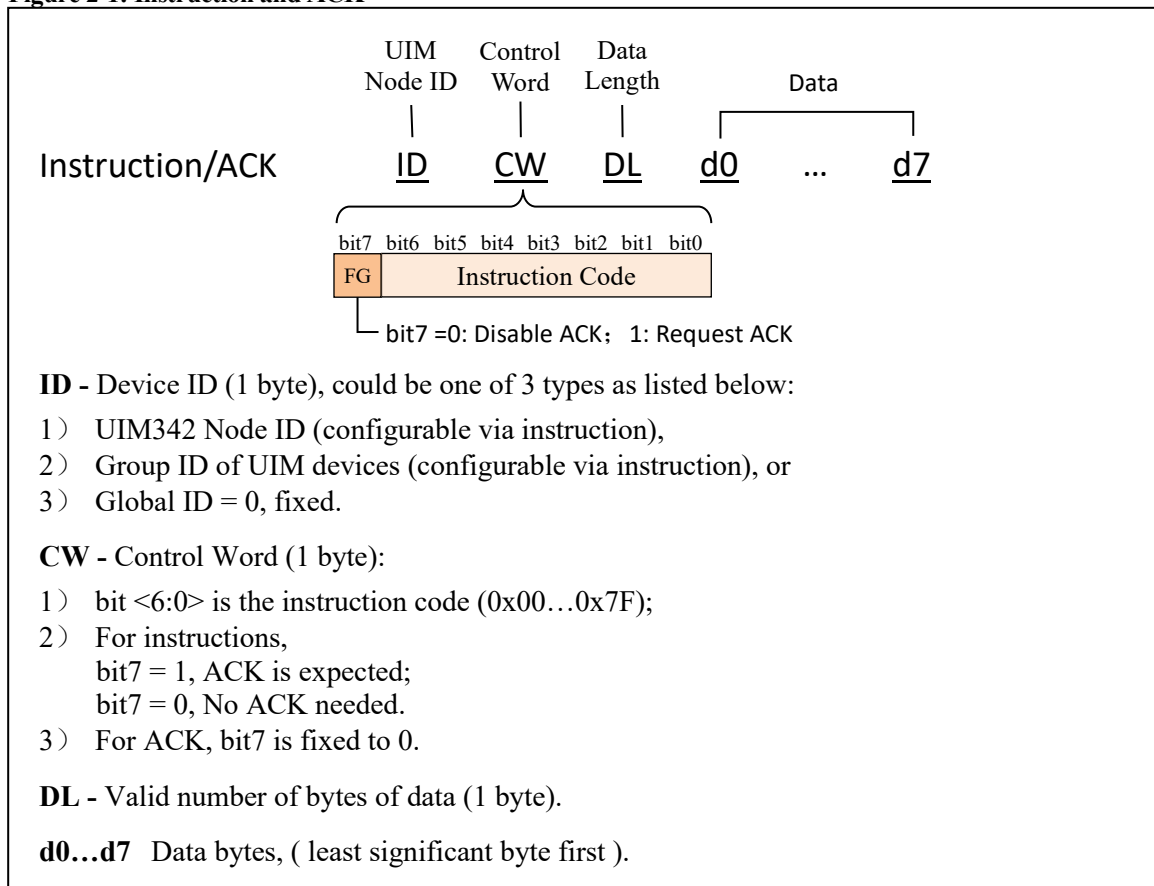 Figure 2-1: Instruction and ACK
UIM Control Data
Node ID Word Length Data
Instruction/ACK ID CW DL d0 ... d7
bit7 bit6 bit5 bit4 bit3 bit2 bit1 bit0
FG Instruction Code
bit7 =0: Disable ACK；1: Request ACK
ID - Device ID (1 byte), could be one of 3 types as listed below:
1） UIM342 Node ID (configurable via instruction),
2） Group ID of UIM devices (configurable via instruction), or
3） Global ID = 0, fixed.
CW - Control Word (1 byte):
1） bit <6:0> is the instruction code (0x00…0x7F);
2） For instructions,
bit7 = 1, ACK is expected;
bit7 = 0, No ACK needed.
3） For ACK, bit7 is fixed to 0.
DL - Valid number of bytes of data (1 byte).
d0…d7 Data bytes, ( least significant byte first ).